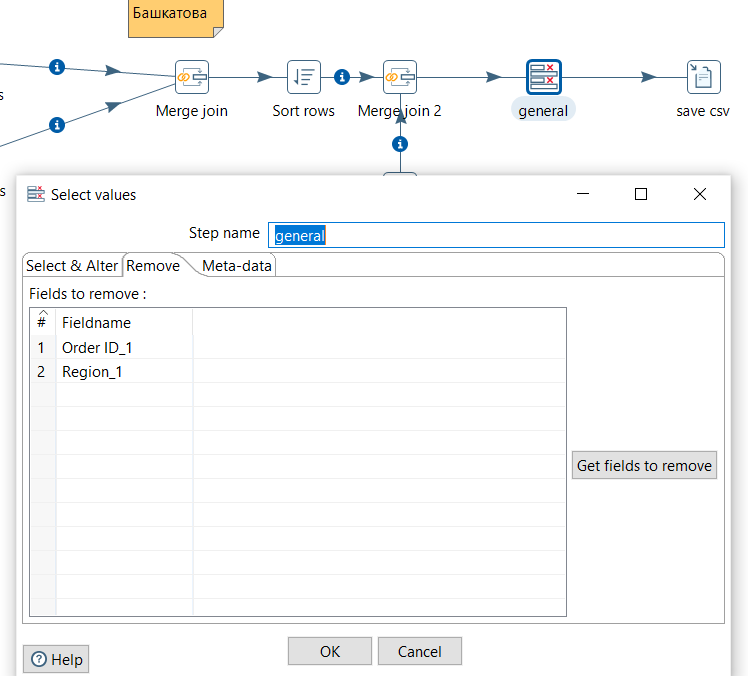 Башкатова
s
Merge join
Sort rows
Merge join 2
general
save csv
s
Select values
Step name
general
Select & Alter
Remove
Meta-data
Fields to remove :
#
Fieldname
1
Order ID_1
2
Region_1
Get fields to remove
OK
Cancel
Help